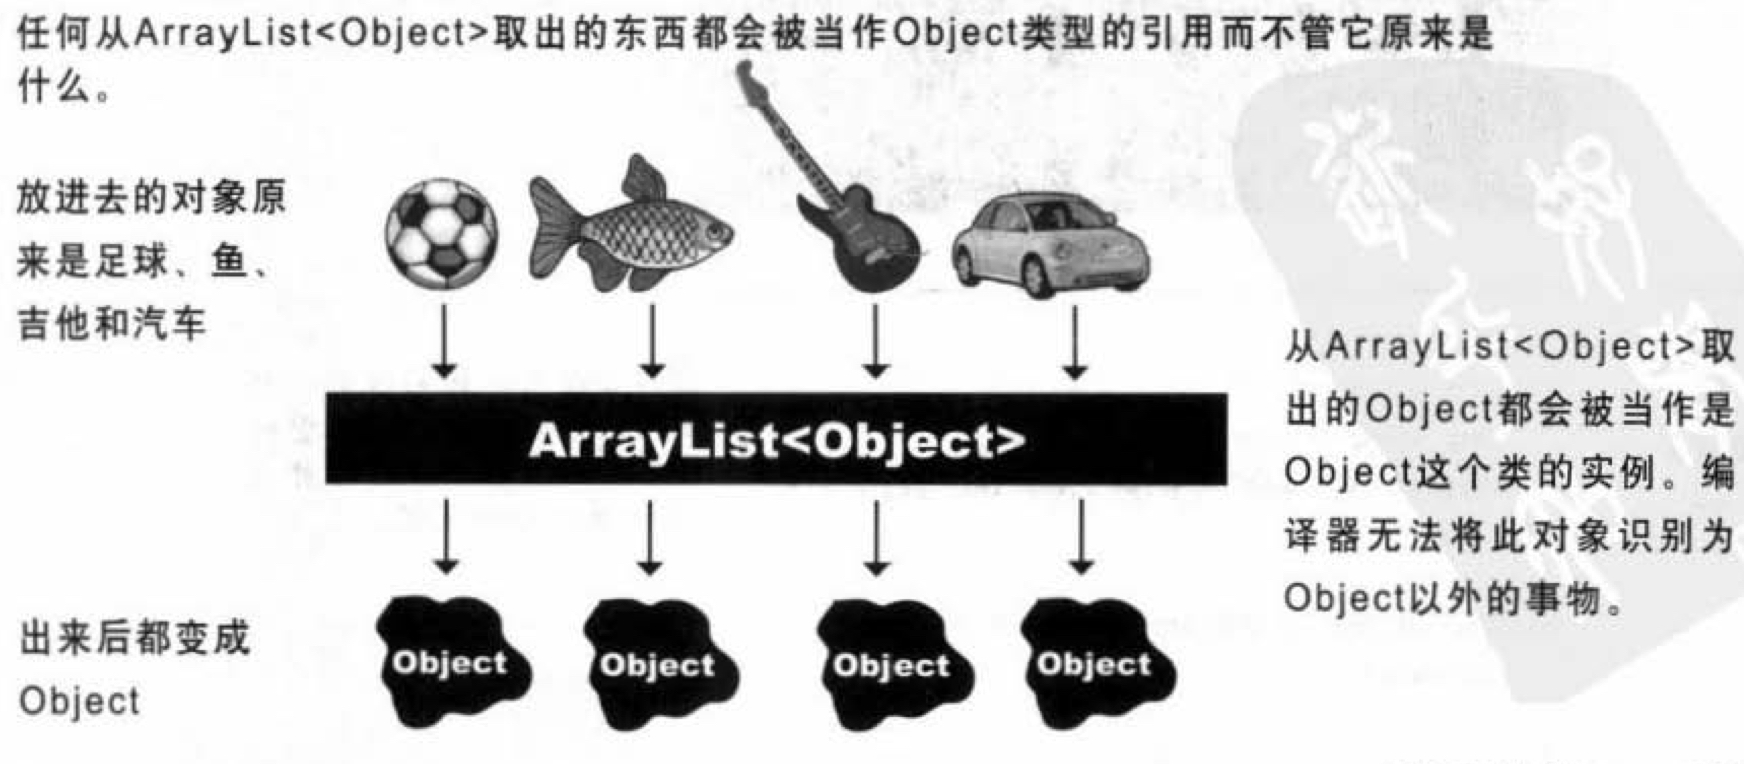 任何从ArrayList<Object>取出的东西都会被当作Object类型的引用而不管它原来是
什么。
放进去的对象原
来是足球、鱼、
吉他和汽车
ArrayList<Object>
从ArrayList<Object>取
出的Object都会被当作是
Object这个类的实例。编
译器无法将此对象识别为
Object以外的事物。
出来后都变成
Object
Object
Object
Object
Object